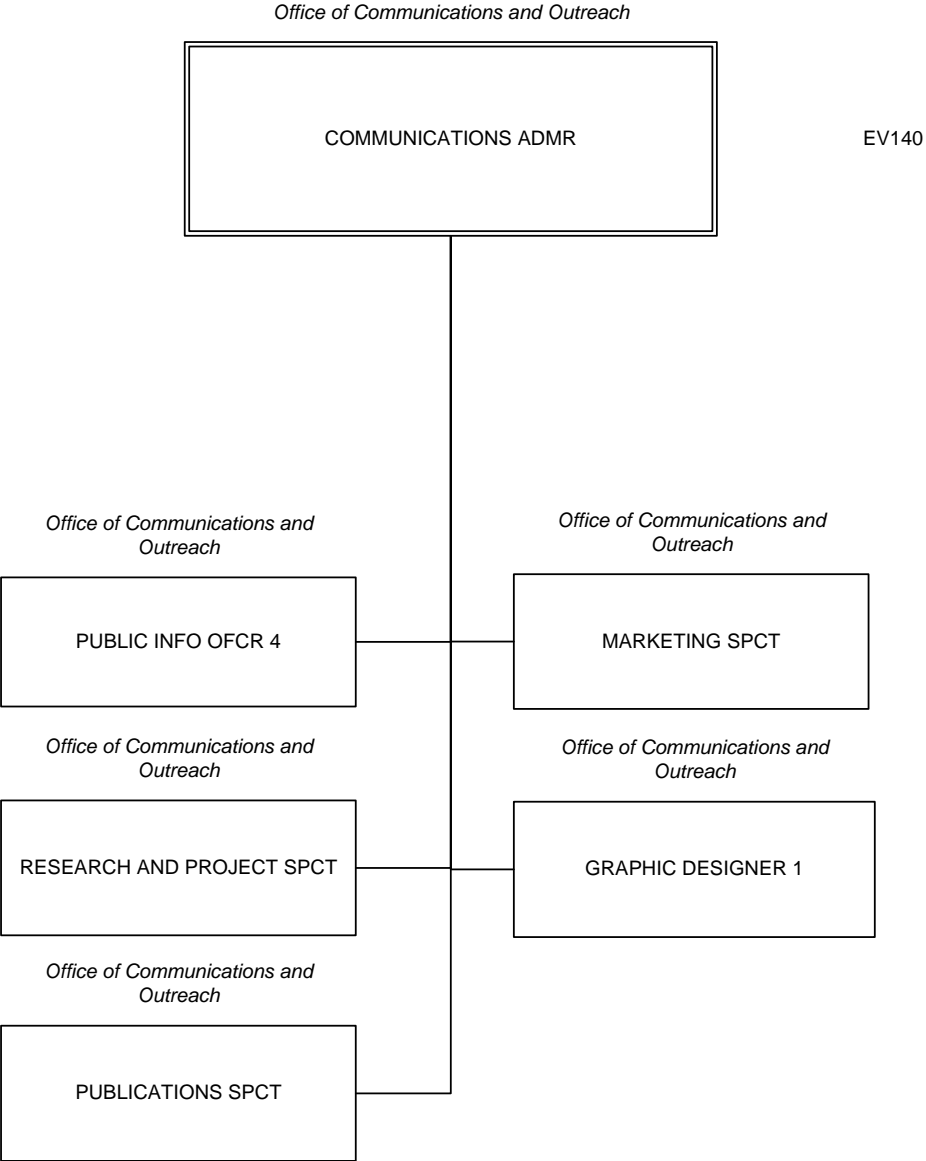 Office of Communications and Outreach
COMMUNICATIONS ADMR
EV140
Office of Communications and
Outreach
PUBLIC INFO OFCR 4
Office of Communications and
Outreach
MARKETING SPCT
Office of Communications and
Outreach
RESEARCH AND PROJECT SPCT
Office of Communications and
Outreach
GRAPHIC DESIGNER 1
Office of Communications and
Outreach
PUBLICATIONS SPCT